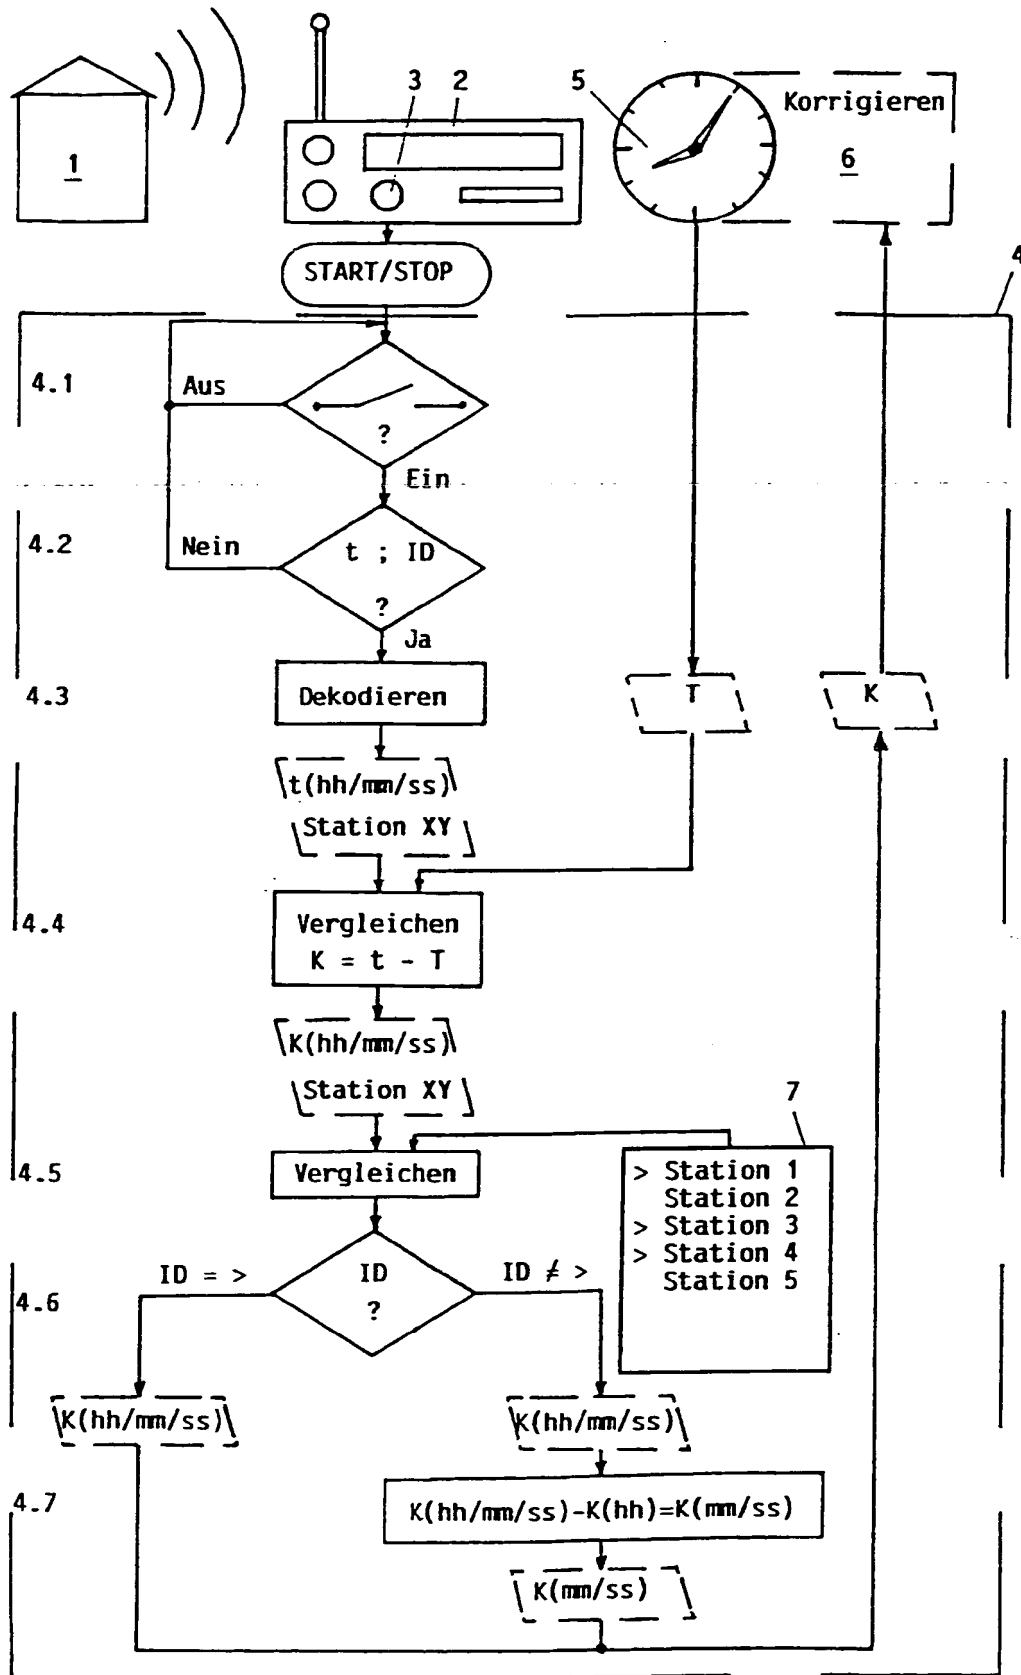 3 2 5
Korrigieren
1
6
START/STOP
4
4.1
Aus
?
Ein
4.2
Nein
t ; ID
?
Ja
4.3
Dekodieren
T
K
t(hh/mm/ss)
Station XY
4.4
Vergleichen
K = t - T
K(hh/mm/ss)
Station XY
7
4.5
Vergleichen
> Station 1
Station 2
> Station 3
> Station 4
Station 5
4.6
ID = >
ID
?
ID ≠ >
K(hh/mm/ss)
K(hh/mm/ss)
4.7
K(hh/mm/ss)-K(hh)=K(mm/ss)
K(mm/ss)